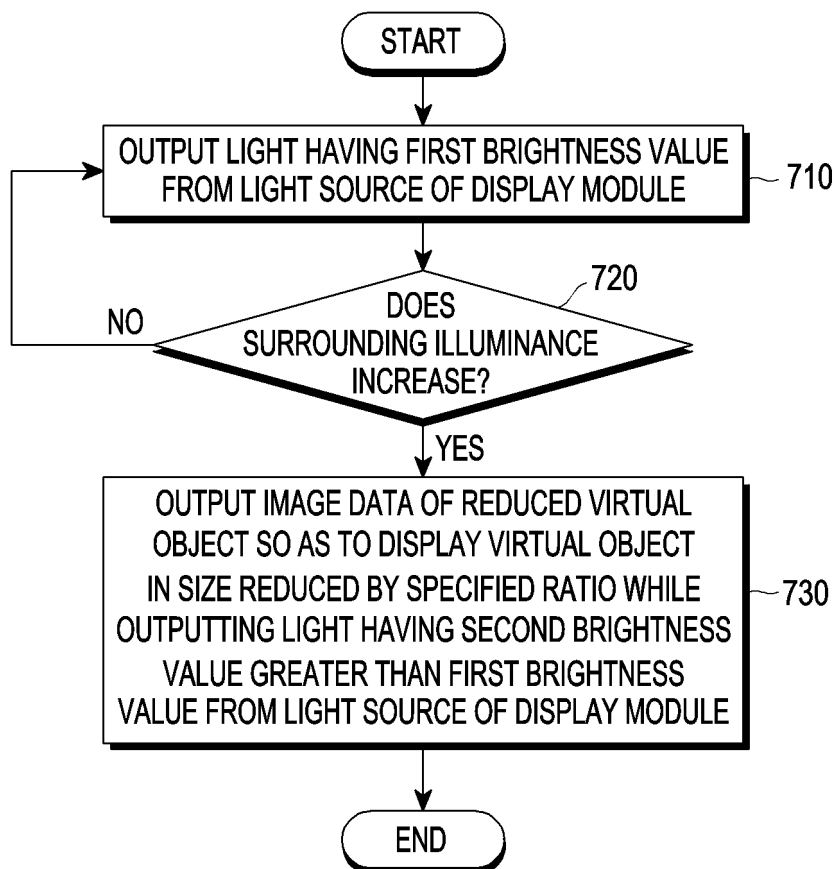 START
OUTPUT LIGHT HAVING FIRST BRIGHTNESS VALUE
FROM LIGHT SOURCE OF DISPLAY MODULE
710
720
DOES
SURROUNDING ILLUMINANCE
INCREASE?
NO
YES
OUTPUT IMAGE DATA OF REDUCED VIRTUAL
OBJECT SO AS TO DISPLAY VIRTUAL OBJECT
IN SIZE REDUCED BY SPECIFIED RATIO WHILE
OUTPUTTING LIGHT HAVING SECOND BRIGHTNESS
VALUE GREATER THAN FIRST BRIGHTNESS
VALUE FROM LIGHT SOURCE OF DISPLAY MODULE
730
END